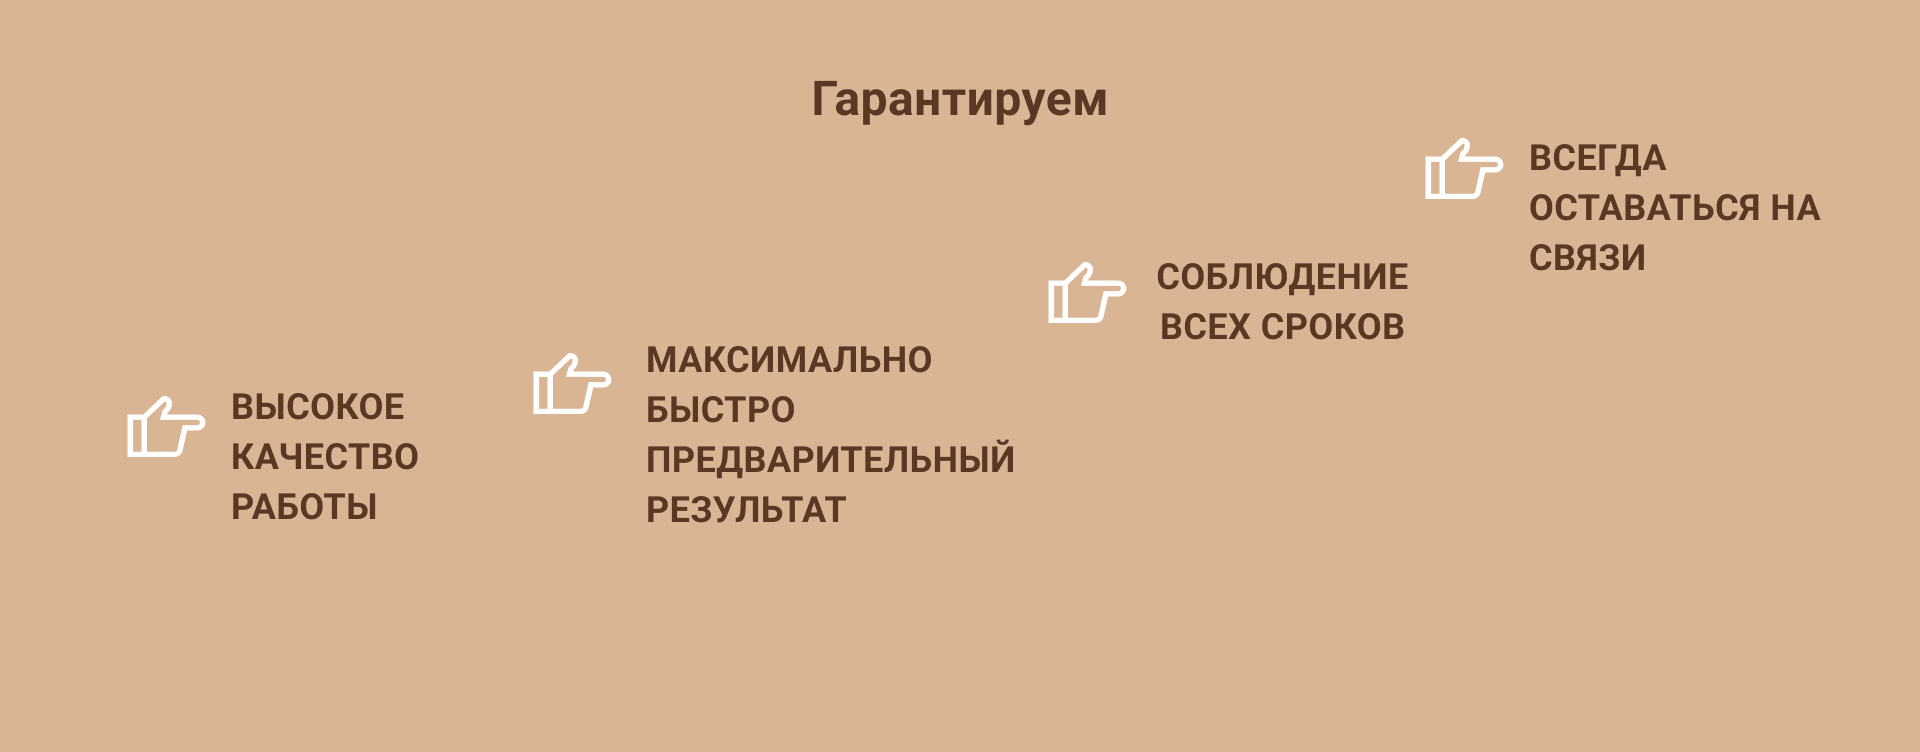 Гарантируем
ВЫСОКОЕ
КАЧЕСТВО
РАБОТЫ
МАКСИМАЛЬНО
БЫСТРО
ПРЕДВАРИТЕЛЬНЫЙ
РЕЗУЛЬТАТ
СОБЛЮДЕНИЕ
ВСЕХ СРОКОВ
ВСЕГДА
ОСТАВАТЬСЯ НА
СВЯЗИ